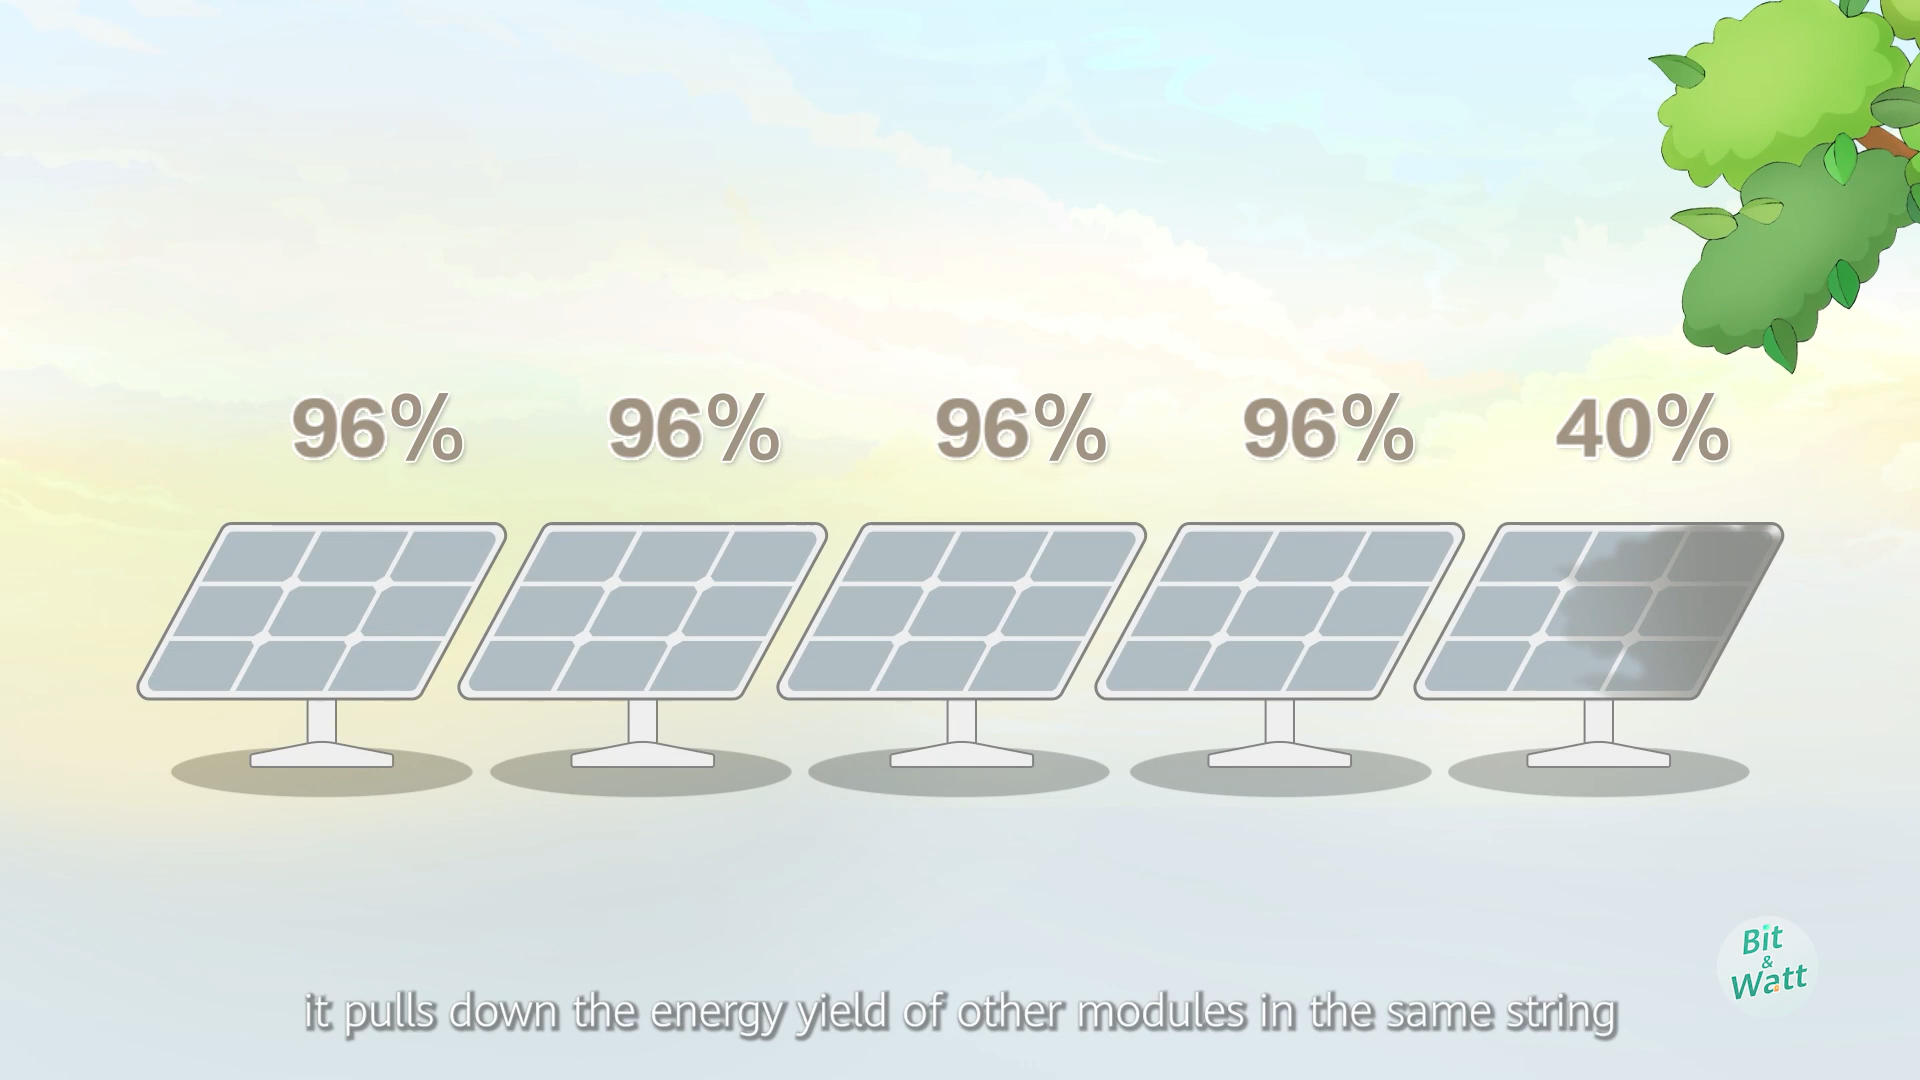 96% 96% 96% 96% 40%
Bit
&
Watt
it pulls down the energy yield of other modules in the same string